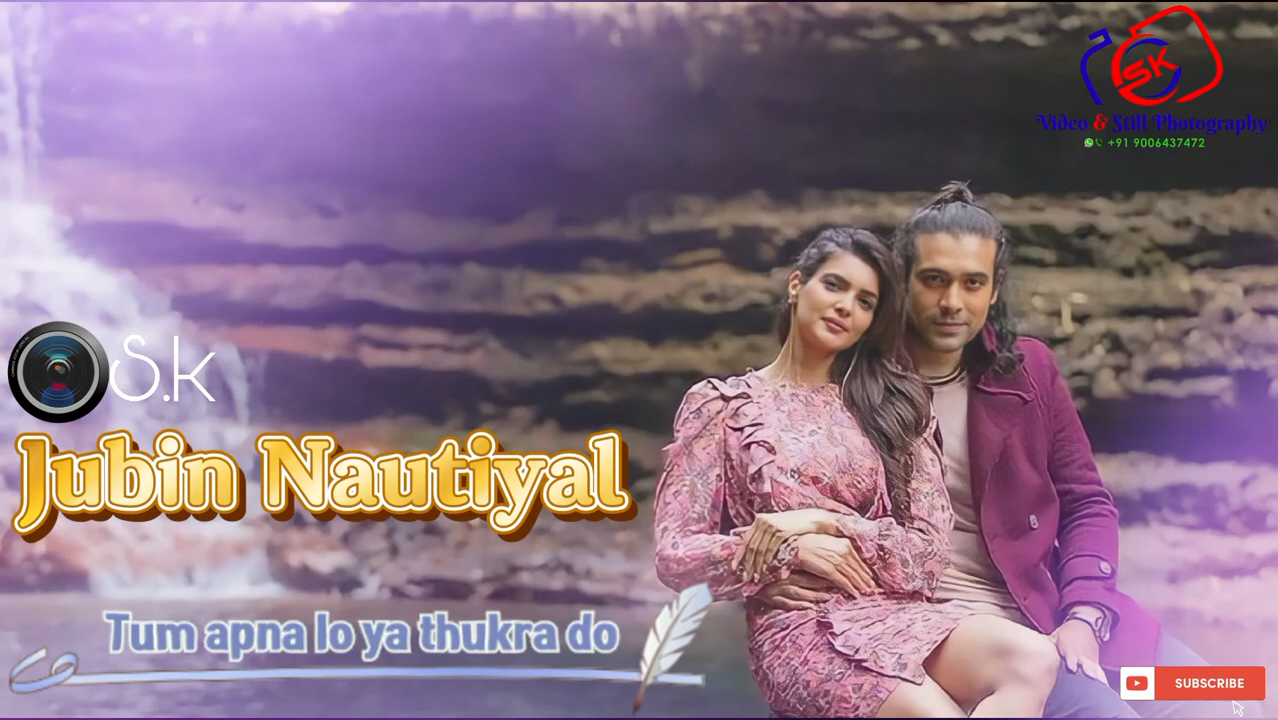 SK
Video & Still Photography
+91 9006437472
S.k
Jubin Nautiyal
Tum apna lo ya thukra do
SUBSCRIBE